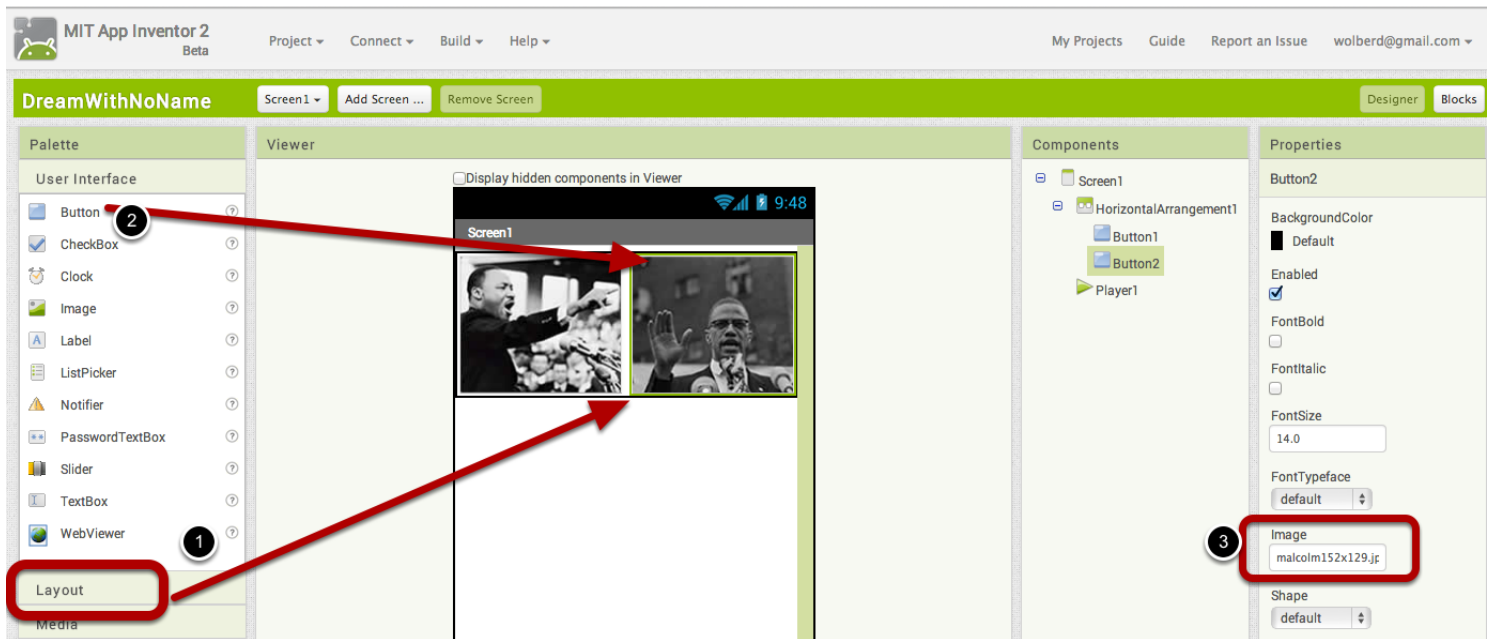 MIT App Inventor 2
Beta
Project
Connect
Build
Help
My Projects
Guide
Report an Issue
wolberd@gmail.com
DreamWithNoName
Screen1
Add Screen ...
Remove Screen
Designer
Blocks
Palette
User Interface
Button
2
CheckBox
Clock
Image
Label
ListPicker
Notifier
PasswordTextBox
Slider
TextBox
WebViewer
1
Layout
Media
Viewer
Display hidden components in Viewer
9:48
Screen1
Components
Screen1
HorizontalArrangement1
Button1
Button2
Player1
Properties
Button2
BackgroundColor
Default
Enabled
FontBold
FontItalic
FontSize
14.0
FontTypeface
default
3
Image
malcolm152x129.jp
Shape
default